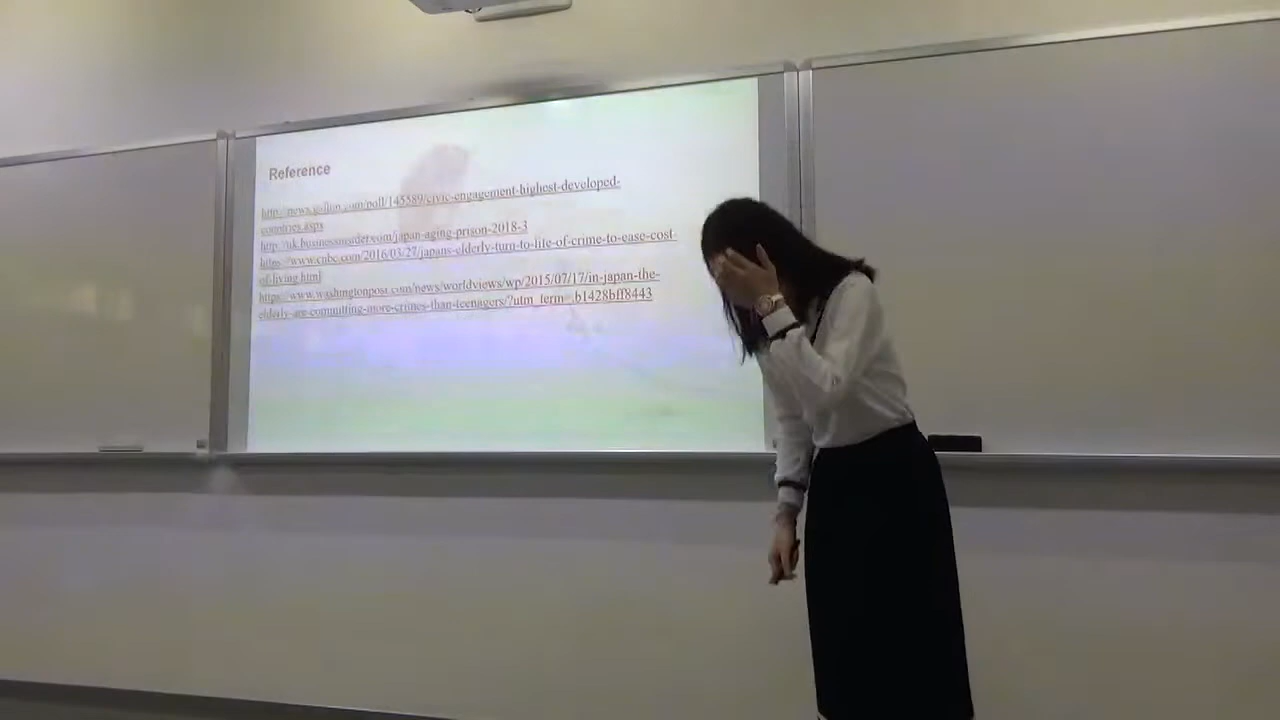 Reference
http://news.gallup.com/poll/145589/civic-engagement-highest-developed-
countries.aspx
http://uk.businessinsider.com/japan-aging-prison-2018-3
https://www.cnbc.com/2016/03/27/japans-elderly-turn-to-life-of-crime-to-ease-cost-
of-living.html
https://www.washingtonpost.com/news/worldviews/wp/2015/07/17/in-japan-the-
elderly-are-committing-more-crimes-than-teenagers/?utm_term=.b1428bff8443